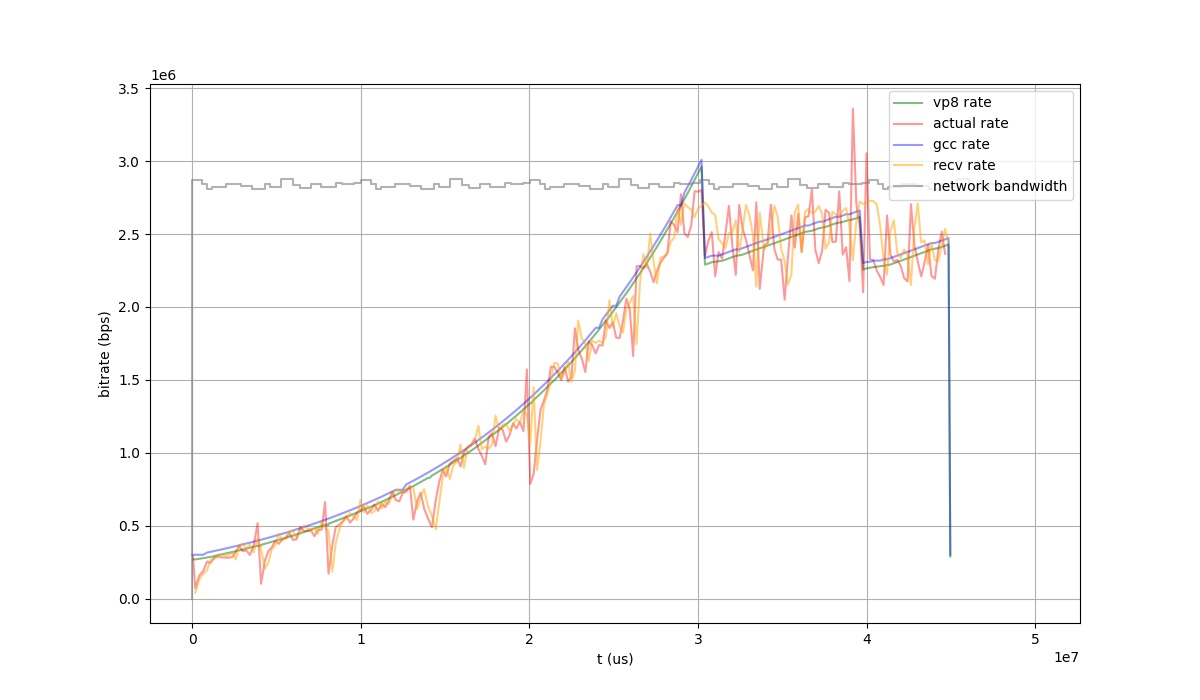 1e6
3.5
3.0
2.5
2.0
1.5
1.0
0.5
0.0
bitrate (bps)
vp8 rate
actual rate
gcc rate
recv rate
network bandwidth
0 1 2 3 4 5
t (us)
1e7